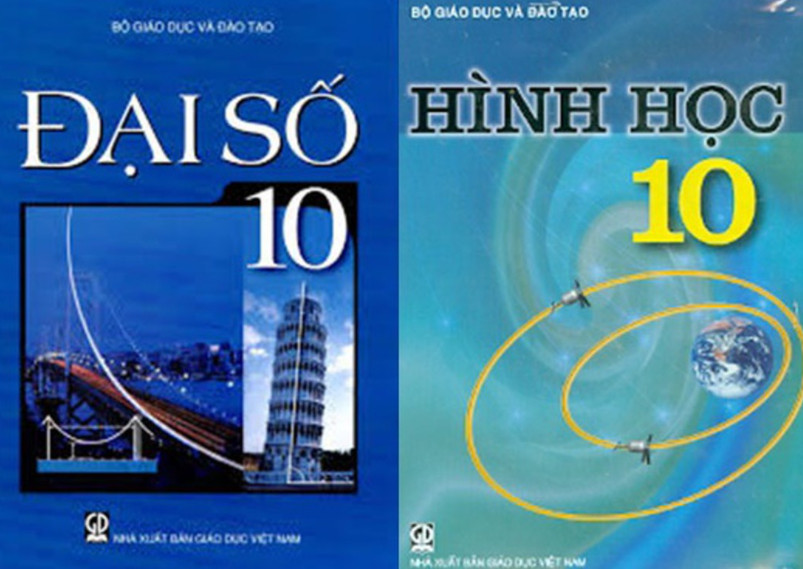 BỘ GIÁO DỤC VÀ ĐÀO TẠO
ĐẠI SỐ
10
GD
NHÀ XUẤT BẢN GIÁO DỤC VIỆT NAM
BỘ GIÁO DỤC VÀ ĐÀO TẠO
HÌNH HỌC
10
GD
NHÀ XUẤT BẢN GIÁO DỤC VIỆT NAM